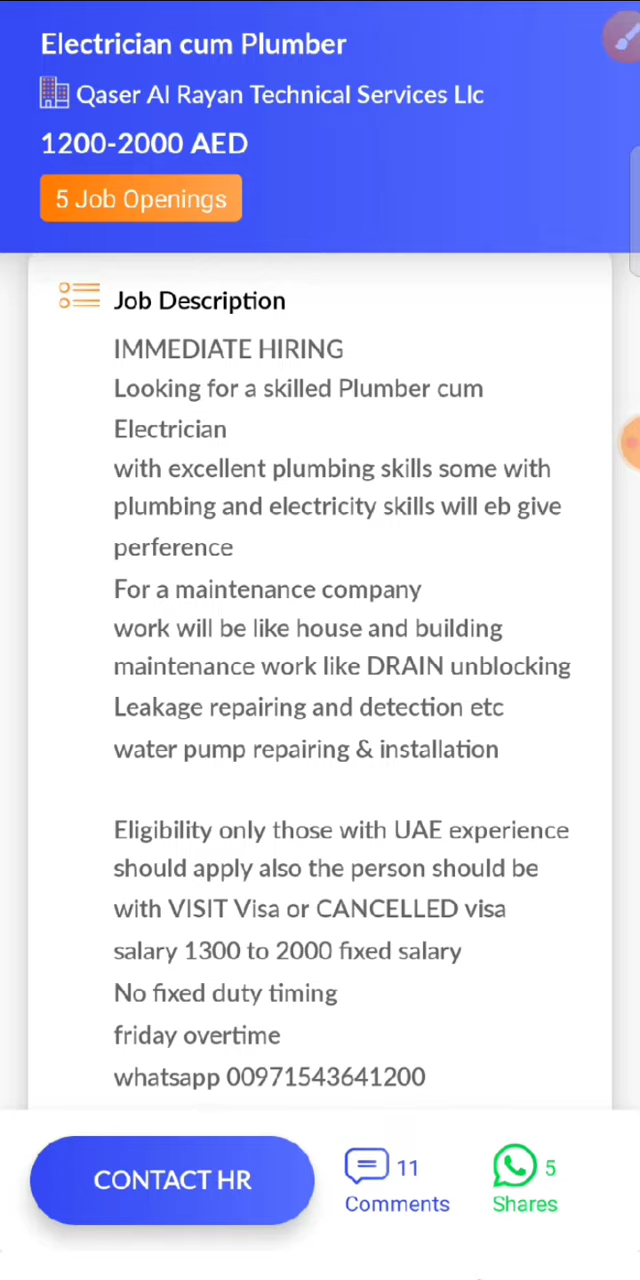 Electrician cum Plumber
Qaser Al Rayan Technical Services Llc
1200-2000 AED
5 Job Openings
Job Description
IMMEDIATE HIRING
Looking for a skilled Plumber cum
Electrician
with excellent plumbing skills some with
plumbing and electricity skills will eb give
perference
For a maintenance company
work will be like house and building
maintenance work like DRAIN unblocking
Leakage repairing and detection etc
water pump repairing & installation
Eligibility only those with UAE experience
should apply also the person should be
with VISIT Visa or CANCELLED visa
salary 1300 to 2000 fixed salary
No fixed duty timing
friday overtime
whatsapp 00971543641200
CONTACT HR
11
Comments
5
Shares